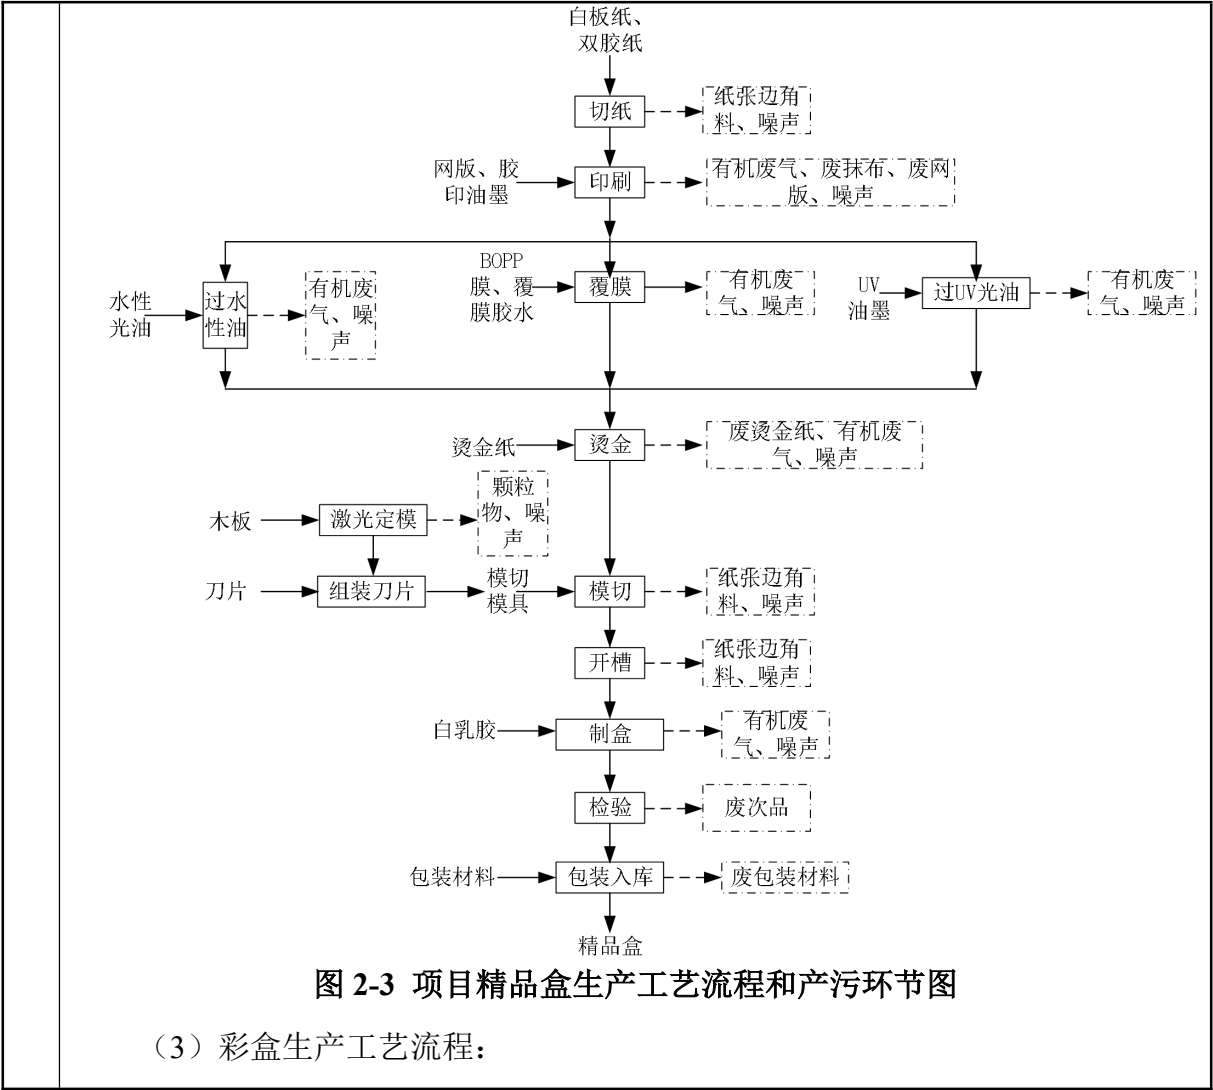 白板纸、
双胶纸
切纸
纸张边角
料、噪声
网版、胶
印油墨
印刷
有机废气、废抹布、废网
版、噪声
水性
光油
过水
性油
有机废
气、噪
声
BOPP
膜、覆
膜胶水
覆膜
有机废
气、噪声
UV
油墨
过UV光油
有机废
气、噪声
烫金纸
烫金
废烫金纸、有机废
气、噪声
木板
激光定模
颗粒
物、噪
声
刀片
组装刀片
模切
模具
模切
纸张边角
料、噪声
开槽
纸张边角
料、噪声
白乳胶
制盒
有机废
气、噪声
检验
废次品
包装材料
包装入库
废包装材料
精品盒
图 2-3 项目精品盒生产工艺流程和产污环节图
（3）彩盒生产工艺流程：